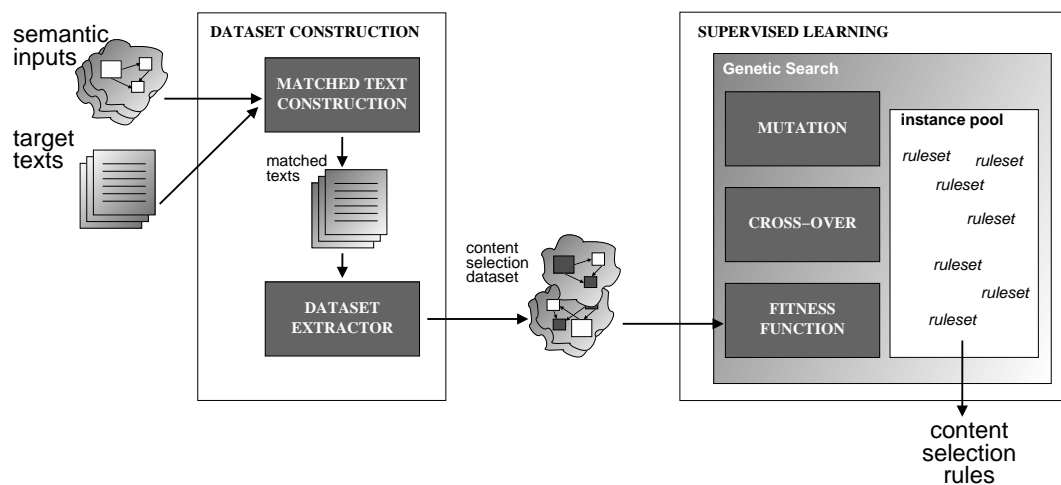 semantic
inputs
target
texts
DATASET CONSTRUCTION
MATCHED TEXT
CONSTRUCTION
matched
texts
DATASET
EXTRACTOR
content
selection
dataset
SUPERVISED LEARNING
Genetic Search
MUTATION
CROSS−OVER
FITNESS
FUNCTION
instance pool
ruleset
ruleset
ruleset
ruleset
ruleset
ruleset
ruleset
content
selection
rules